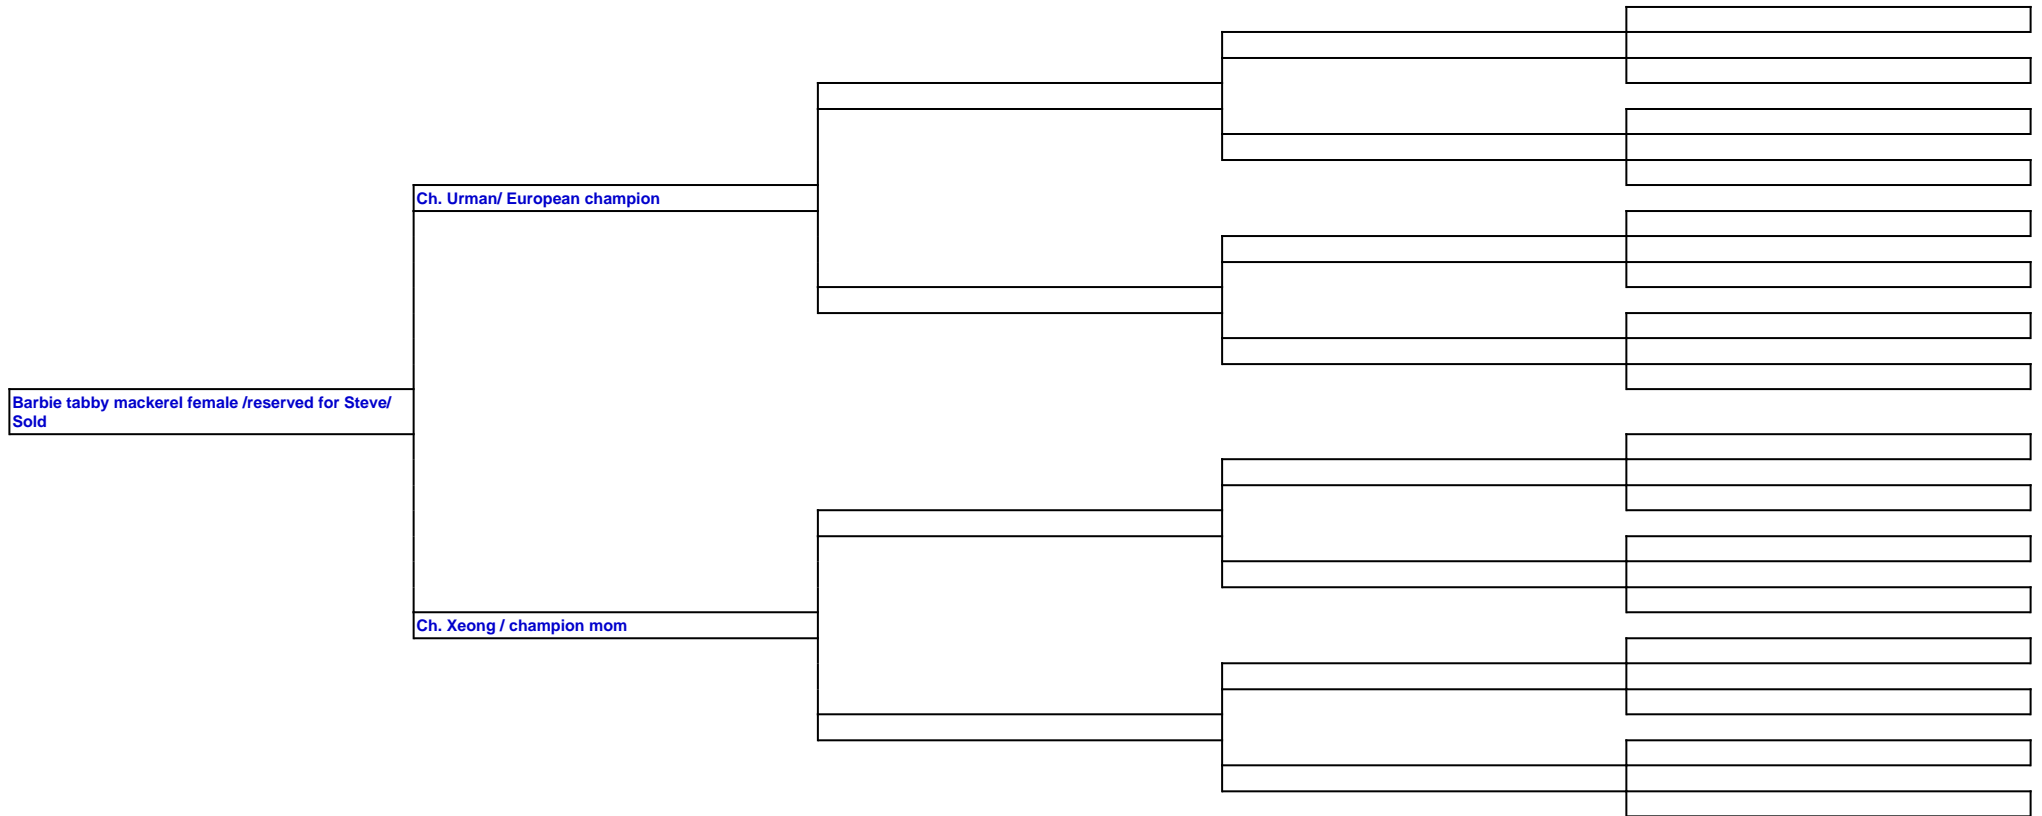 Ch. Urman/ European champion
Barbie tabby mackerel female /reserved for Steve/
Sold
Ch. Xeong / champion mom